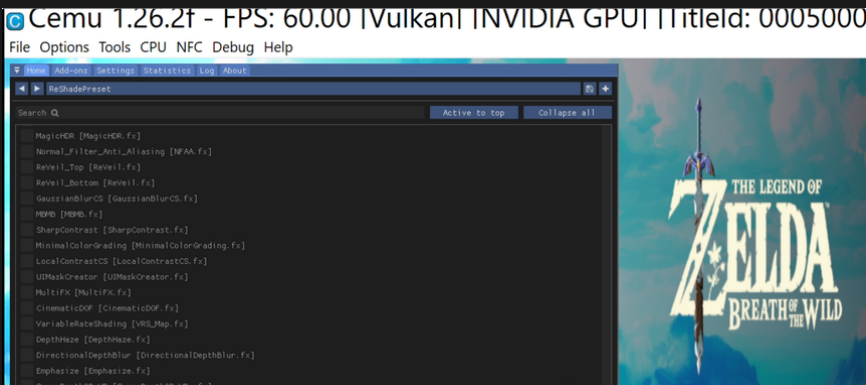 Cemu 1.26.2f - FPS: 60.00 [Vulkan] [NVIDIA GPU] [TitleId: 0005000
File Options Tools CPU NFC Debug Help
Home Add-ons Settings Statistics Log About
ReShadePreset
Search
Active to top
Collapse all
MagicHDR [MagicHDR.fx]
Normal_Filter_Anti_Aliasing [NFAA.fx]
ReVeil_Top [ReVeil.fx]
ReVeil_Bottom [ReVeil.fx]
GaussianBlurCS [GaussianBlurCS.fx]
MBMB [MBMB.fx]
SharpContrast [SharpContrast.fx]
MinimalColorGrading [MinimalColorGrading.fx]
LocalContrastCS [LocalContrastCS.fx]
UIMaskCreator [UIMaskCreator.fx]
MultiFX [MultiFX.fx]
CinematicDOF [CinematicDOF.fx]
VariableRateShading [VRS_Map.fx]
DepthHaze [DepthHaze.fx]
DirectionalDepthBlur [DirectionalDepthBlur.fx]
Emphasize [Emphasize.fx]
THE LEGEND OF
ZELDA
BREATH OF THE WILD